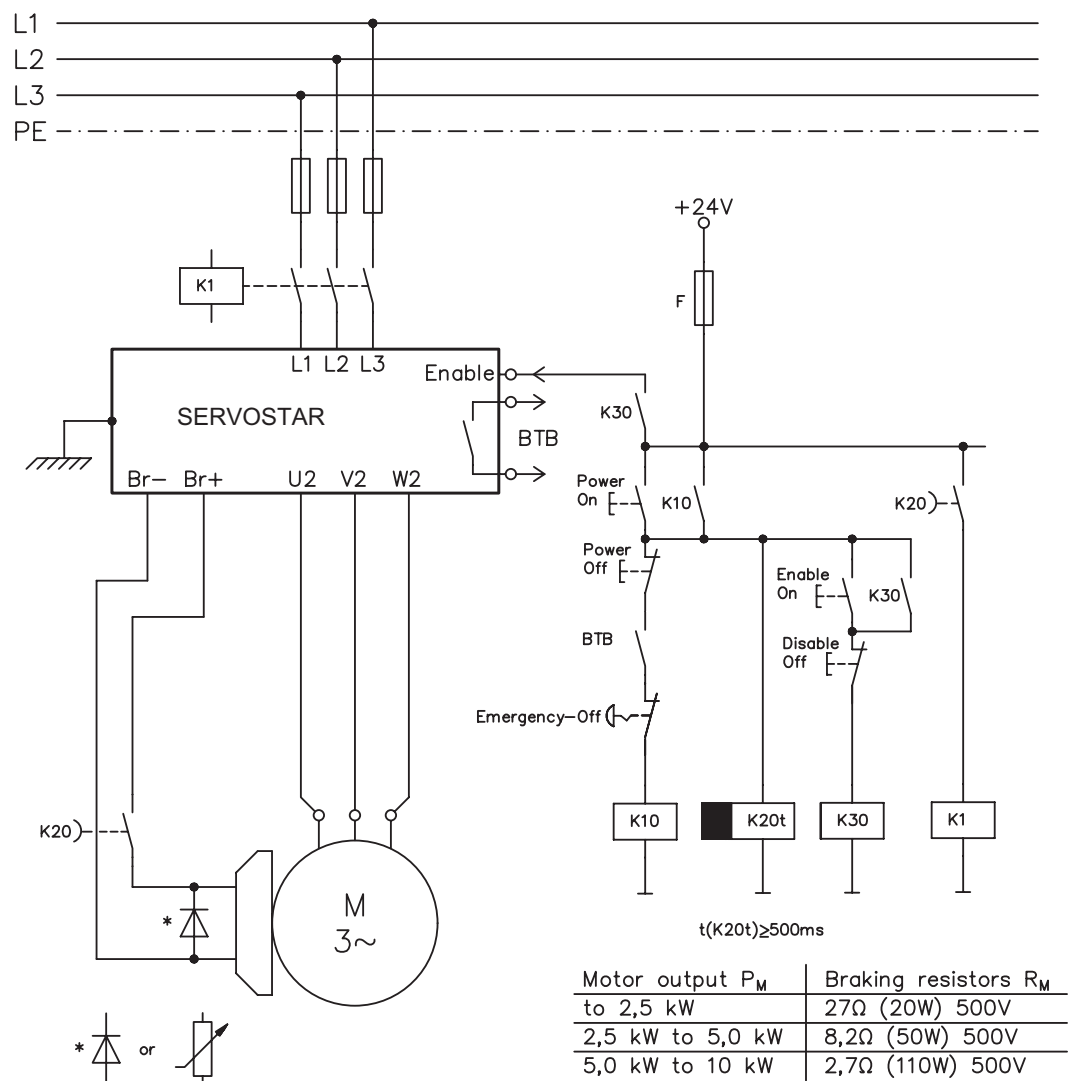 L1
L2
L3
PE
+24V
F
K1
L1 L2 L3
Enable
SERVOSTAR
BTB
K30
Br– Br+ U2 V2 W2
Power
On
K10
K20
Power
Off
Enable
On
K30
BTB
Disable
Off
Emergency–Off
K20
K10
K20t
K30
K1
M
3~
*
t(K20t)≥500ms
Motor output PM Braking resistors RM
to 2,5 kW 27Ω (20W) 500V
2,5 kW to 5,0 kW 8,2Ω (50W) 500V
5,0 kW to 10 kW 2,7Ω (110W) 500V
* or